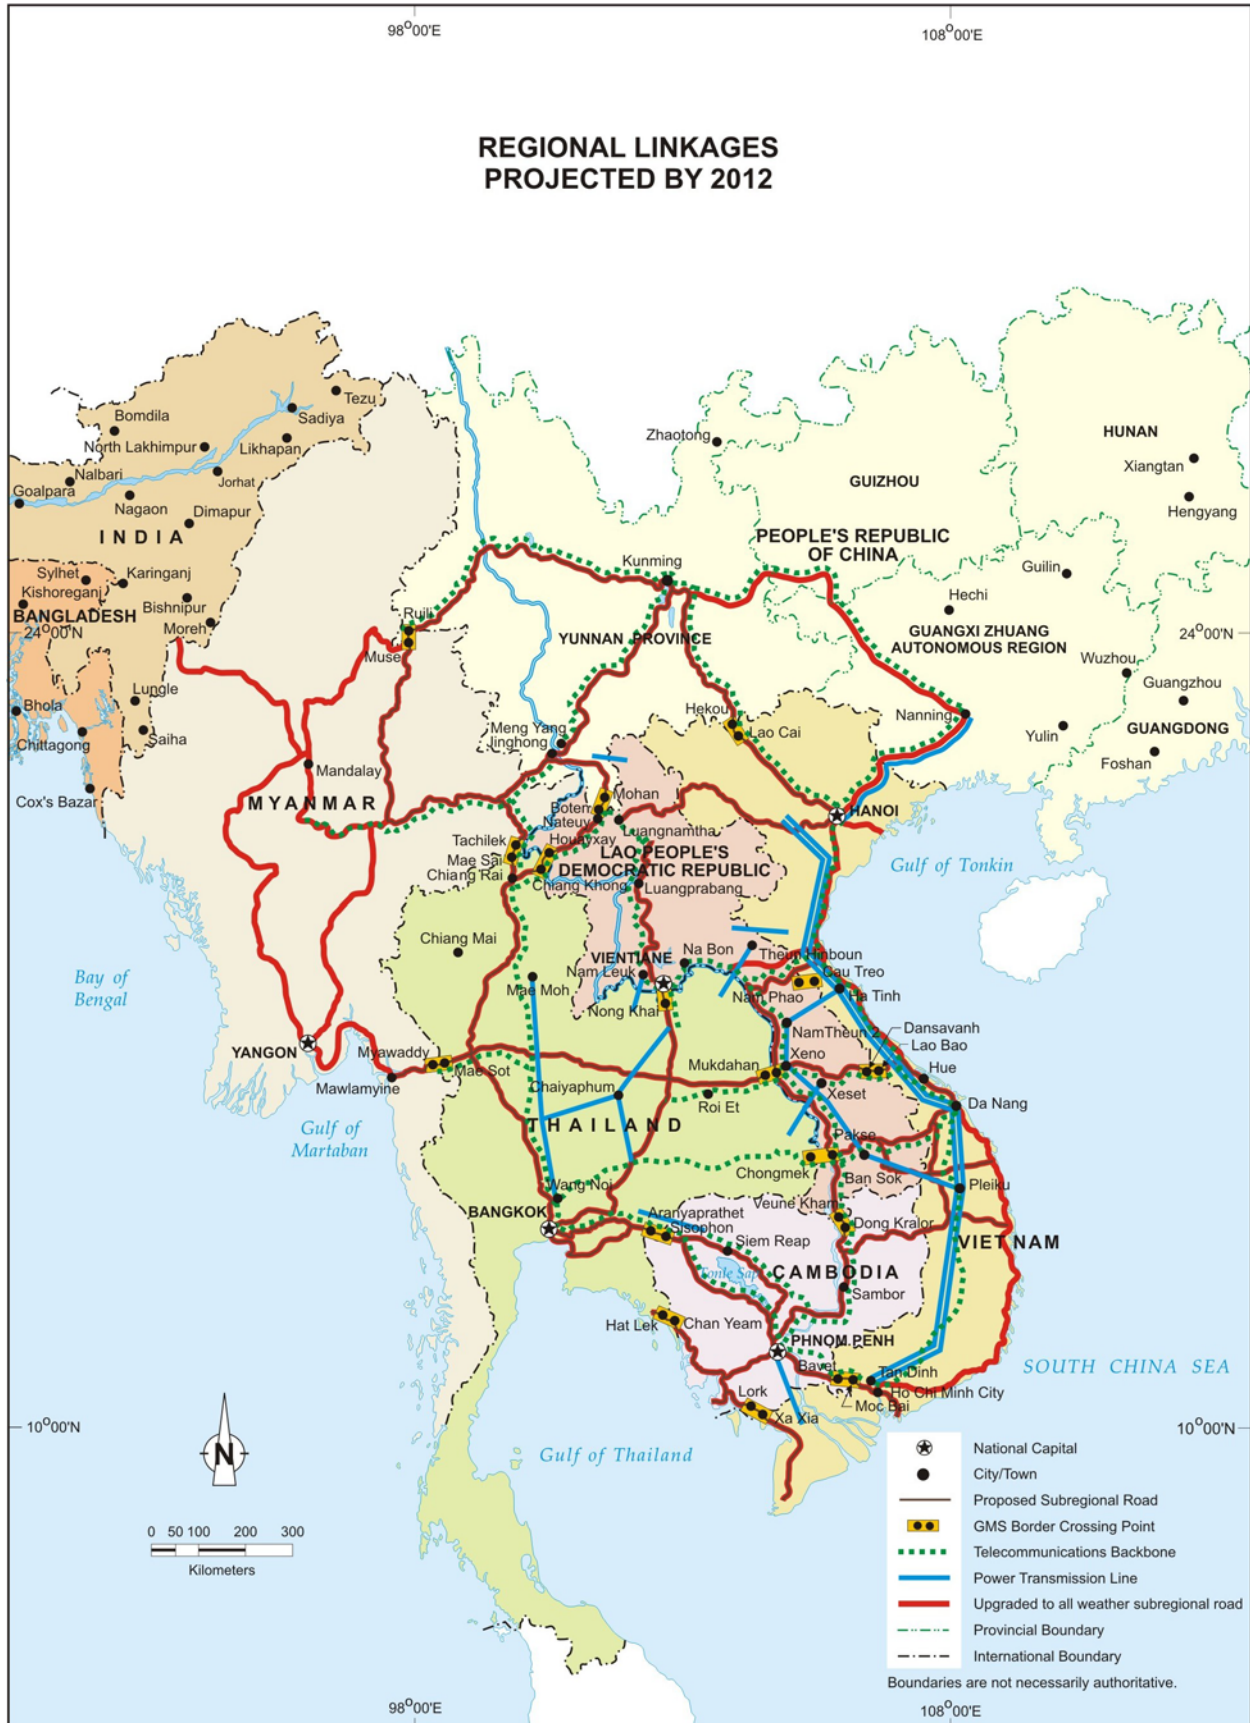 98°00'E
108°00'E
REGIONAL LINKAGES
PROJECTED BY 2012
Tezu
Sadiya
Bomdila
North Lakhimpur
Likhapan
Zhaotong
HUNAN
Xiangtan
Nalbari
Jorhat
GUIZHOU
Goalpara
Nagaon
Dimapur
Hengyang
INDIA
PEOPLE'S REPUBLIC
OF CHINA
Kunming
Guilin
Sylhet
Karinganj
Kishoreganj
Hechi
BANGLADESH
Bishnipur
Ruili
24°00'N
Moreh
YUNNAN PROVINCE
GUANGXI ZHUANG
AUTONOMOUS REGION
24°00'N
Muse
Wuzhou
Guangzhou
Lungle
Bhola
Hekou
Nanning
Meng Yang
Chittagong
Saiha
Jinghong
Lao Cai
Yulin
GUANGDONG
Foshan
Mandalay
Cox's Bazar
MYANMAR
Mohan
Boten
HANOI
Nateuy
Luangnamtha
Tachilek
Houayxay
Mae Sai
LAO PEOPLE'S
DEMOCRATIC REPUBLIC
Gulf of Tonkin
Chiang Rai
Chiang Khong
Luangprabang
Chiang Mai
Na Bon
Theun Hinboun
VIENTIANE
Bay of
Bengal
Nam Leuk
Cau Treo
Mae Moh
Nam Phao
Ha Tinh
Nong Khai
NamTheun 2
Dansavanh
Lao Bao
YANGON
Myawaddy
Mae Sot
Mukdahan
Xeno
Hue
Mawlamyine
Chaiyaphum
Xeset
Roi Et
Da Nang
THAILAND
Gulf of
Martaban
Pakse
Chongmek
Ban Sok
Pleiku
Wang Noi
Veune Kham
BANGKOK
Aranyaprathet
Sisophon
Dong Kralor
Siem Reap
VIET NAM
Tonle Sap
CAMBODIA
Sambor
Hat Lek
Chan Yeam
PHNOM PENH
Bavet
Tan Dinh
SOUTH CHINA SEA
Ho Chi Minh City
Lork
Moc Bai
Xa Xia
10°00'N
10°00'N
Gulf of Thailand
N
National Capital
City/Town
Proposed Subregional Road
GMS Border Crossing Point
Telecommunications Backbone
Power Transmission Line
Upgraded to all weather subregional road
Provincial Boundary
International Boundary
Boundaries are not necessarily authoritative.
0 50 100 200 300
Kilometers
98°00'E
108°00'E